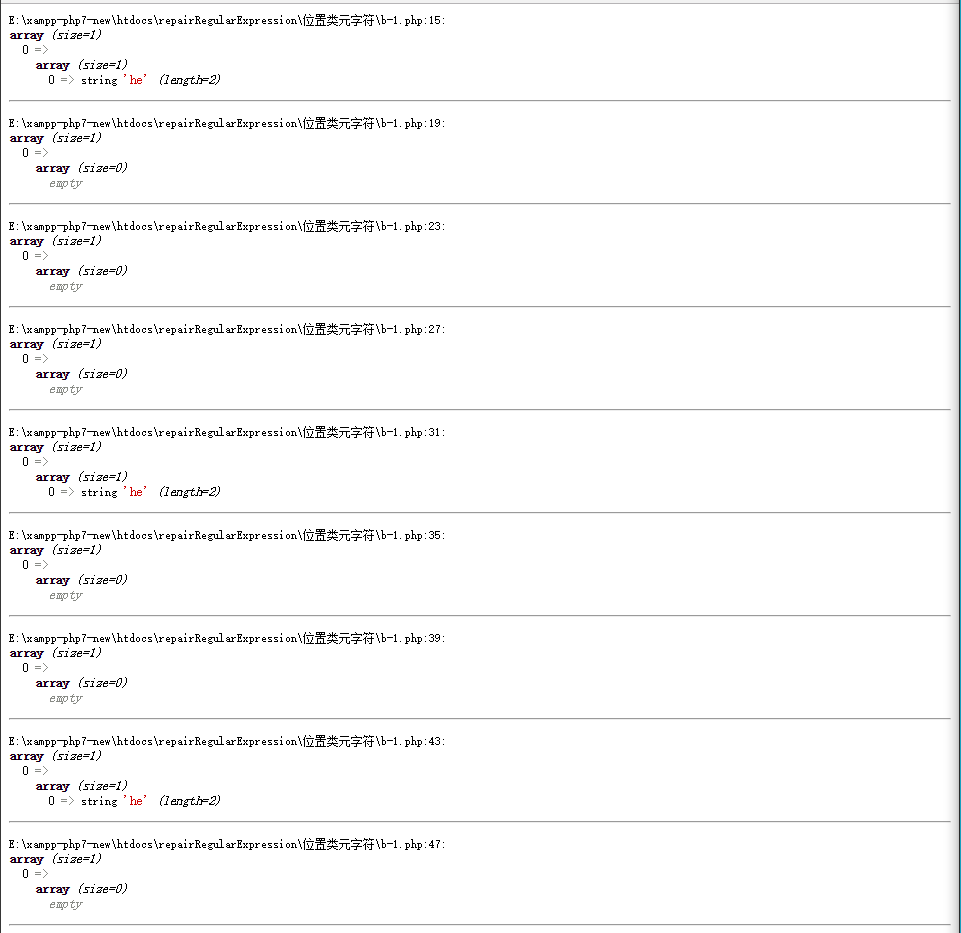 E:\xampp-php7-new\htdocs\repairRegularExpression\位置类元字符\b-1.php:15:
array (size=1)
0 =>
array (size=1)
0 => string 'he' (length=2)
E:\xampp-php7-new\htdocs\repairRegularExpression\位置类元字符\b-1.php:19:
array (size=1)
0 =>
array (size=0)
empty
E:\xampp-php7-new\htdocs\repairRegularExpression\位置类元字符\b-1.php:23:
array (size=1)
0 =>
array (size=0)
empty
E:\xampp-php7-new\htdocs\repairRegularExpression\位置类元字符\b-1.php:27:
array (size=1)
0 =>
array (size=0)
empty
E:\xampp-php7-new\htdocs\repairRegularExpression\位置类元字符\b-1.php:31:
array (size=1)
0 =>
array (size=1)
0 => string 'he' (length=2)
E:\xampp-php7-new\htdocs\repairRegularExpression\位置类元字符\b-1.php:35:
array (size=1)
0 =>
array (size=0)
empty
E:\xampp-php7-new\htdocs\repairRegularExpression\位置类元字符\b-1.php:39:
array (size=1)
0 =>
array (size=0)
empty
E:\xampp-php7-new\htdocs\repairRegularExpression\位置类元字符\b-1.php:43:
array (size=1)
0 =>
array (size=1)
0 => string 'he' (length=2)
E:\xampp-php7-new\htdocs\repairRegularExpression\位置类元字符\b-1.php:47:
array (size=1)
0 =>
array (size=0)
empty